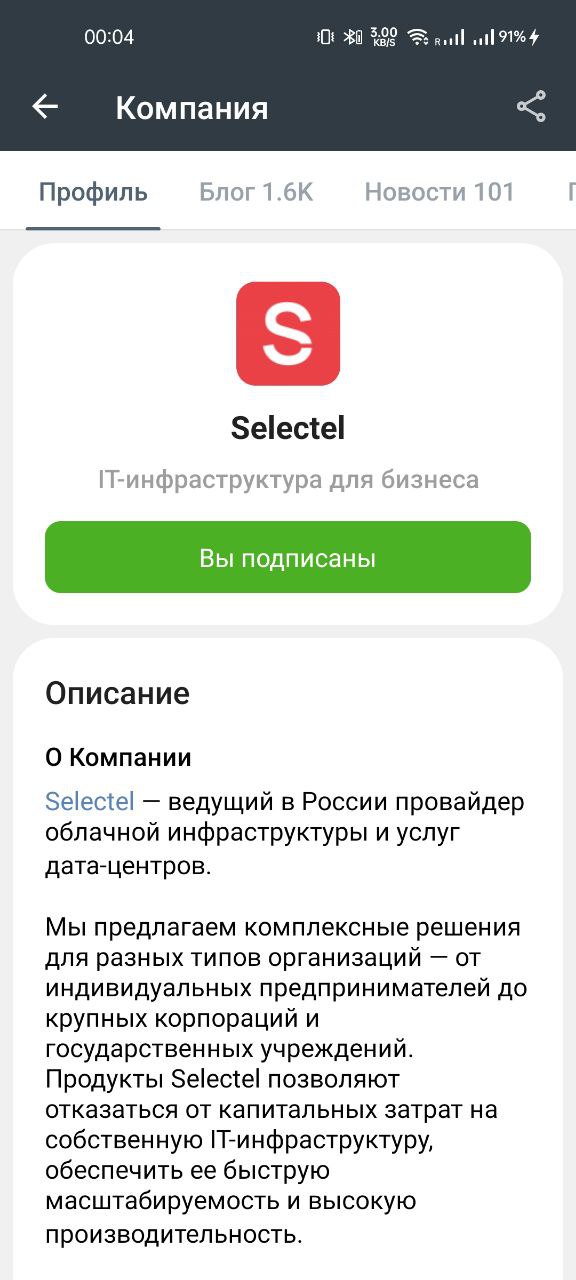 00:04
3.00
KB/S
R
91%
Компания
Профиль
Блог 1.6K
Новости 101
S
Selectel
IT-инфраструктура для бизнеса
Вы подписаны
Описание
О Компании
Selectel — ведущий в России провайдер
облачной инфраструктуры и услуг
дата-центров.
Мы предлагаем комплексные решения
для разных типов организаций — от
индивидуальных предпринимателей до
крупных корпораций и
государственных учреждений.
Продукты Selectel позволяют
отказаться от капитальных затрат на
собственную IT-инфраструктуру,
обеспечить ее быструю
масштабируемость и высокую
производительность.